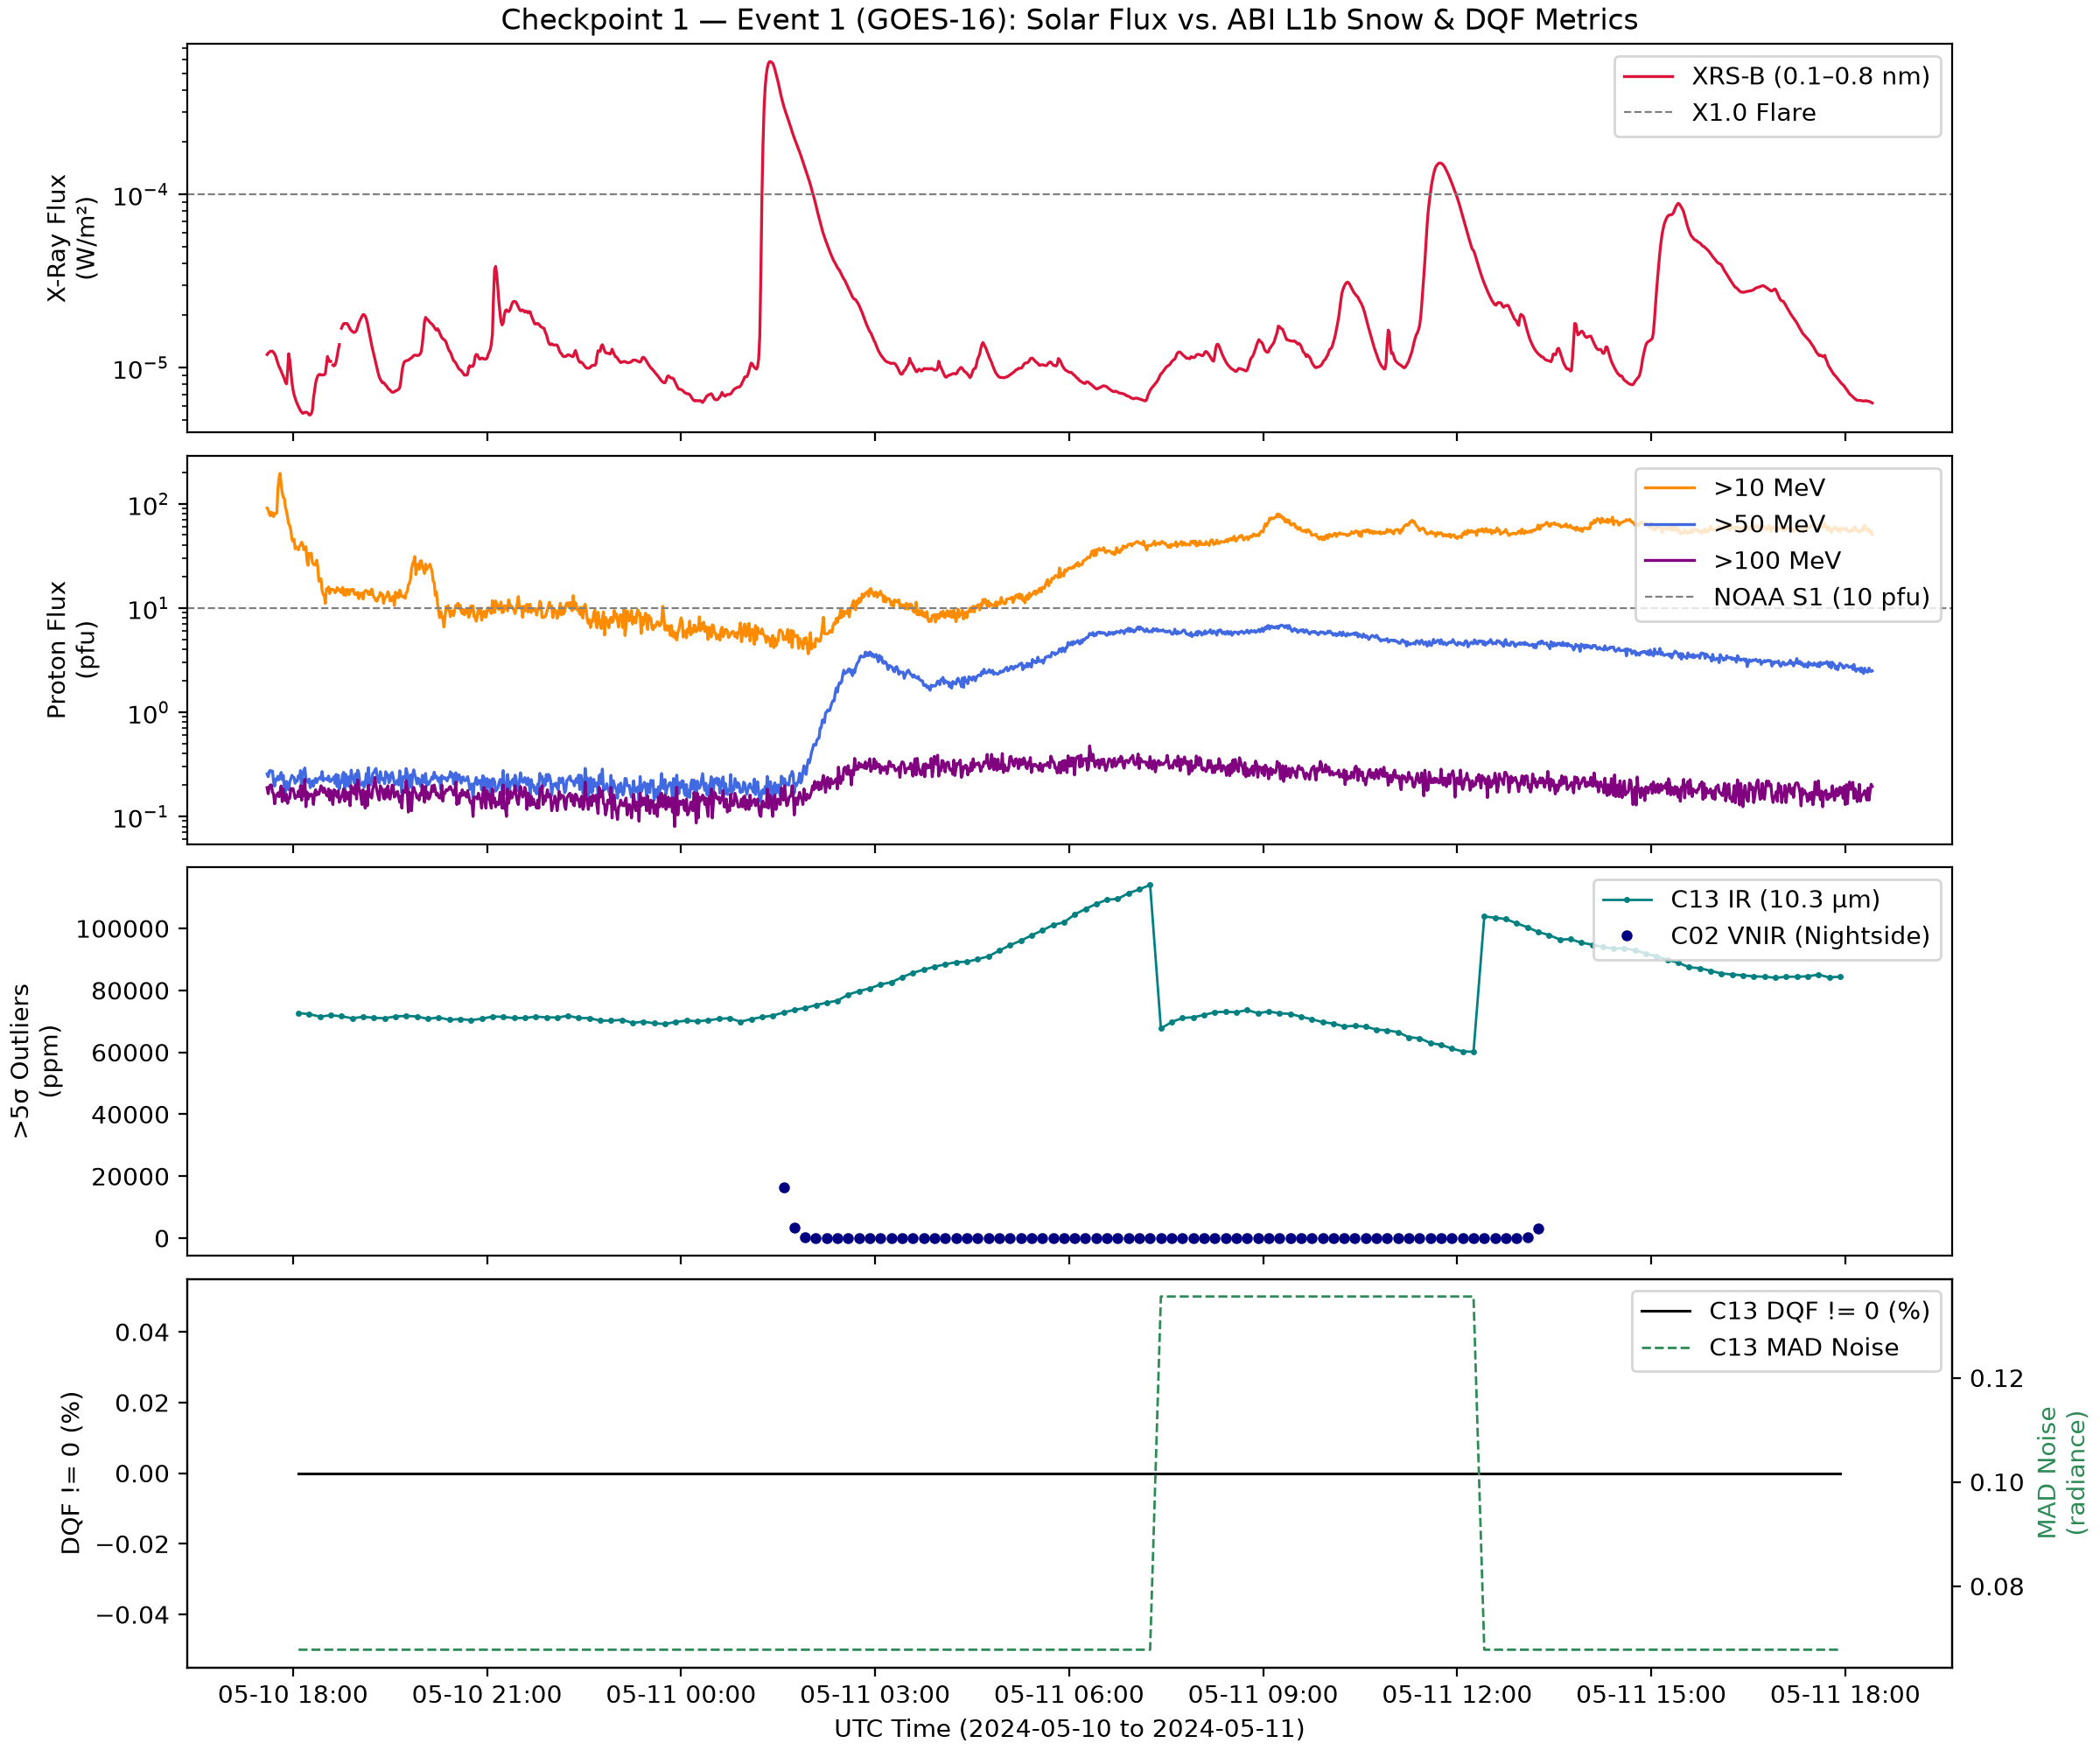 Checkpoint 1 — Event 1 (GOES-16): Solar Flux vs. ABI L1b Snow & DQF Metrics
X-Ray Flux
(W/m²)
10⁻⁴
10⁻⁵
XRS-B (0.1–0.8 nm)
X1.0 Flare
Proton Flux
(pfu)
10²
10¹
10⁰
10⁻¹
>10 MeV
>50 MeV
>100 MeV
NOAA S1 (10 pfu)
>5σ Outliers
(ppm)
100000
80000
60000
40000
20000
0
C13 IR (10.3 μm)
C02 VNIR (Nightside)
DQF != 0 (%)
0.04
0.02
0.00
−0.02
−0.04
C13 DQF != 0 (%)
C13 MAD Noise
0.12
0.10
0.08
MAD Noise
(radiance)
05-10 18:00 05-10 21:00 05-11 00:00 05-11 03:00 05-11 06:00 05-11 09:00 05-11 12:00 05-11 15:00 05-11 18:00
UTC Time (2024-05-10 to 2024-05-11)